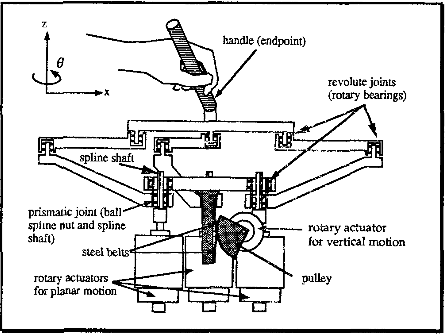 z
θ
x
handle (endpoint)
revolute joints
(rotary bearings)
spline shaft
prismatic joint (ball
spline nut and spline
shaft)
steel belts
rotary actuators
for planar motion
rotary actuator
for vertical motion
pulley